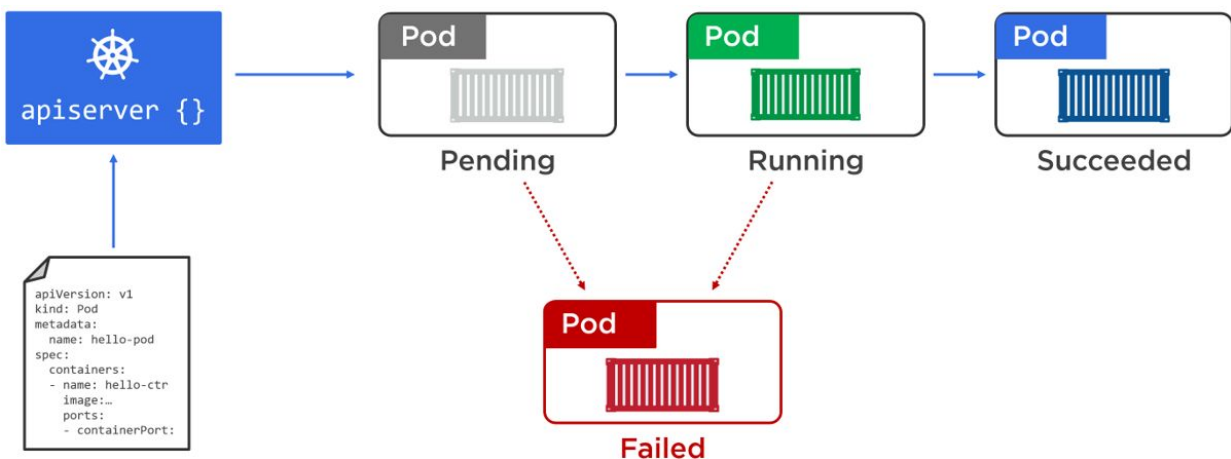 apiserver {}
Pod
Pending
Pod
Running
Pod
Succeeded
apiVersion: v1
kind: Pod
metadata:
  name: hello-pod
spec:
  containers:
  - name: hello-ctr
    image:…
    ports:
    - containerPort:
Pod
Failed